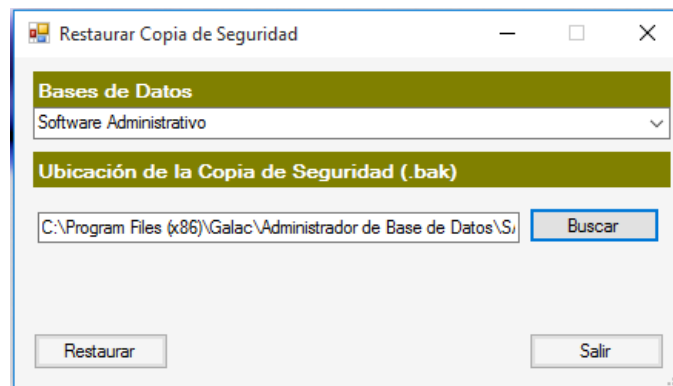 Restaurar Copia de Seguridad
Bases de Datos
Software Administrativo
Ubicación de la Copia de Seguridad (.bak)
C:\Program Files (x86)\Galac\Administrador de Base de Datos\S
Buscar
Restaurar
Salir